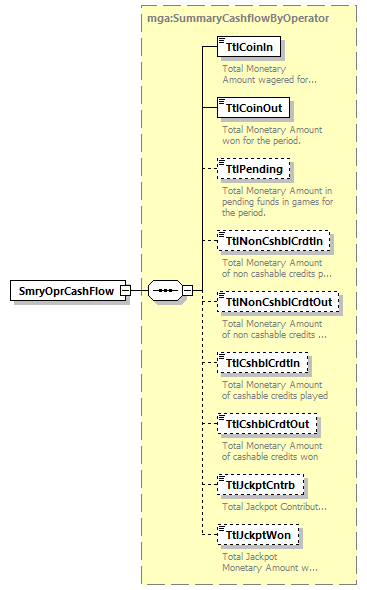 mga:SummaryCashflowByOperator
TtlCoinIn
Total Monetary
Amount wagered for...
TtlCoinOut
Total Monetary Amount
won for the period.
TtlPending
Total Monetary Amount in
pending funds in games for
the period.
TtlNonCshblCrdtIn
Total Monetary Amount
of non cashable credits p...
SmryOprCashFlow
TtlNonCshblCrdtOut
Total Monetary Amount
of non cashable credits ...
TtlCshblCrdtIn
Total Monetary Amount
of cashable credits played
TtlCshblCrdtOut
Total Monetary Amount
of cashable credits won
TtlJckptCntrb
Total Jackpot Contribut...
TtlJckptWon
Total Jackpot
Monetary Amount w...